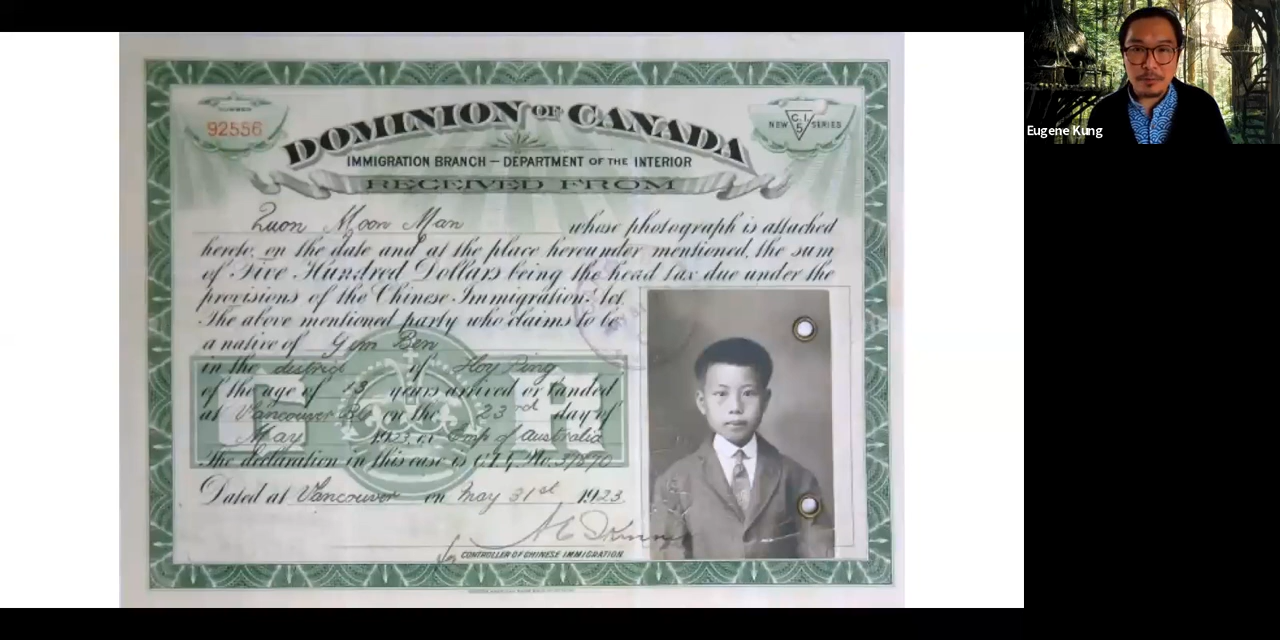 Eugene Kung
NUMBER
92556
DOMINION OF CANADA
NEW C.I. 5 SERIES
IMMIGRATION BRANCH — DEPARTMENT OF THE INTERIOR
RECEIVED FROM
Quon Moon Man whose photograph is attached
hereto, on the date and at the place hereunder mentioned, the sum
of Five Hundred Dollars being the head tax due under the
provisions of the Chinese Immigration Act.
The above mentioned party who claims to be
a native of Gim Ben
in the district of Hoy Ping
of the age of 13 years arrived or landed
at Vancouver BC on the 23rd day of
May 1923, ex Emp of Australia
The declaration in this case is C.I.4 No. 37870
Dated at Vancouver on May 31st 1923.
for CONTROLLER OF CHINESE IMMIGRATION
G R